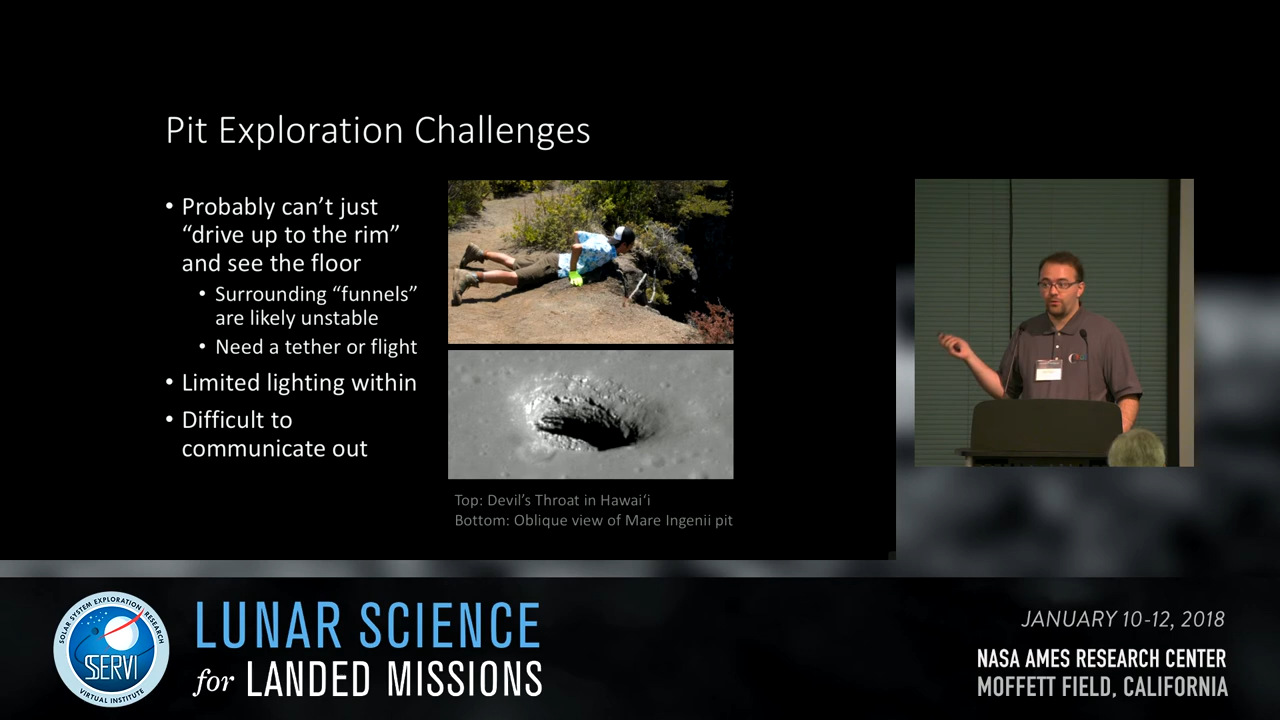 Pit Exploration Challenges
• Probably can’t just
“drive up to the rim”
and see the floor
• Surrounding “funnels”
are likely unstable
• Need a tether or flight
• Limited lighting within
• Difficult to
communicate out
Top: Devil’s Throat in Hawai‘i
Bottom: Oblique view of Mare Ingenii pit
SOLAR SYSTEM EXPLORATION RESEARCH
SSERVI
VIRTUAL INSTITUTE
LUNAR SCIENCE
for LANDED MISSIONS
JANUARY 10-12, 2018
NASA AMES RESEARCH CENTER
MOFFETT FIELD, CALIFORNIA